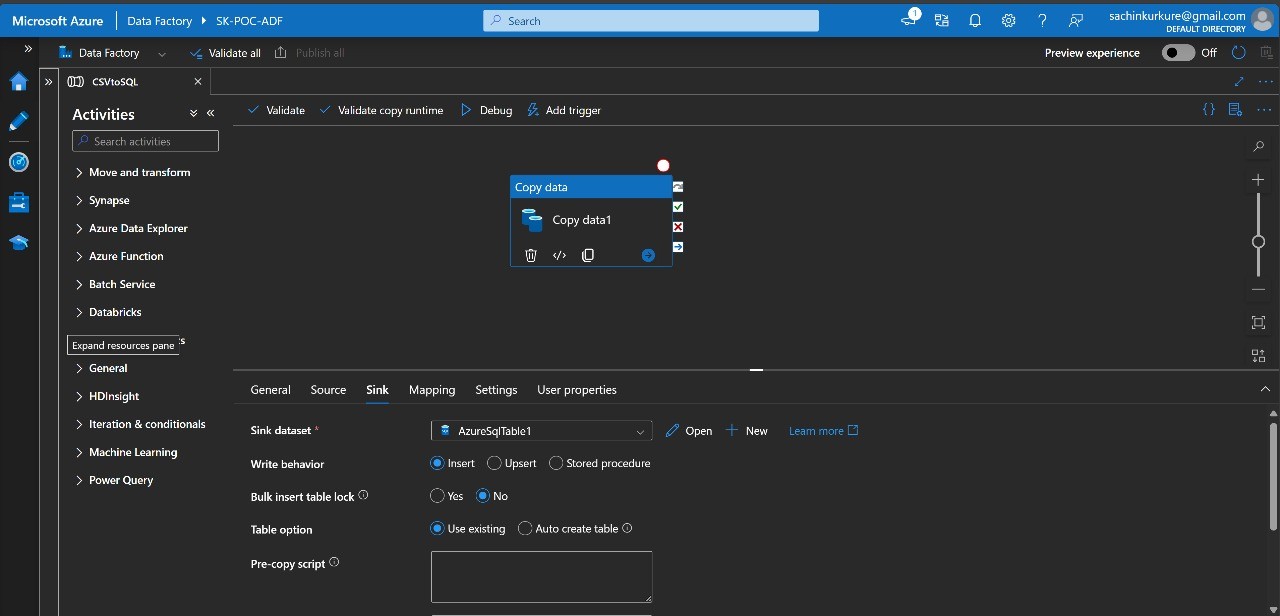 Microsoft Azure Data Factory SK-POC-ADF Search 1 sachinkurkure@gmail.com
DEFAULT DIRECTORY
Data Factory Validate all Publish all Preview experience Off
CSVtoSQL
Activities
Validate Validate copy runtime Debug Add trigger
Search activities
Move and transform
Synapse
Azure Data Explorer
Azure Function
Batch Service
Databricks
Expand resources pane s
General
HDInsight
Iteration & conditionals
Machine Learning
Power Query
Copy data
Copy data1
General Source Sink Mapping Settings User properties
Sink dataset * AzureSqlTable1 Open New Learn more
Write behavior Insert Upsert Stored procedure
Bulk insert table lock Yes No
Table option Use existing Auto create table
Pre-copy script